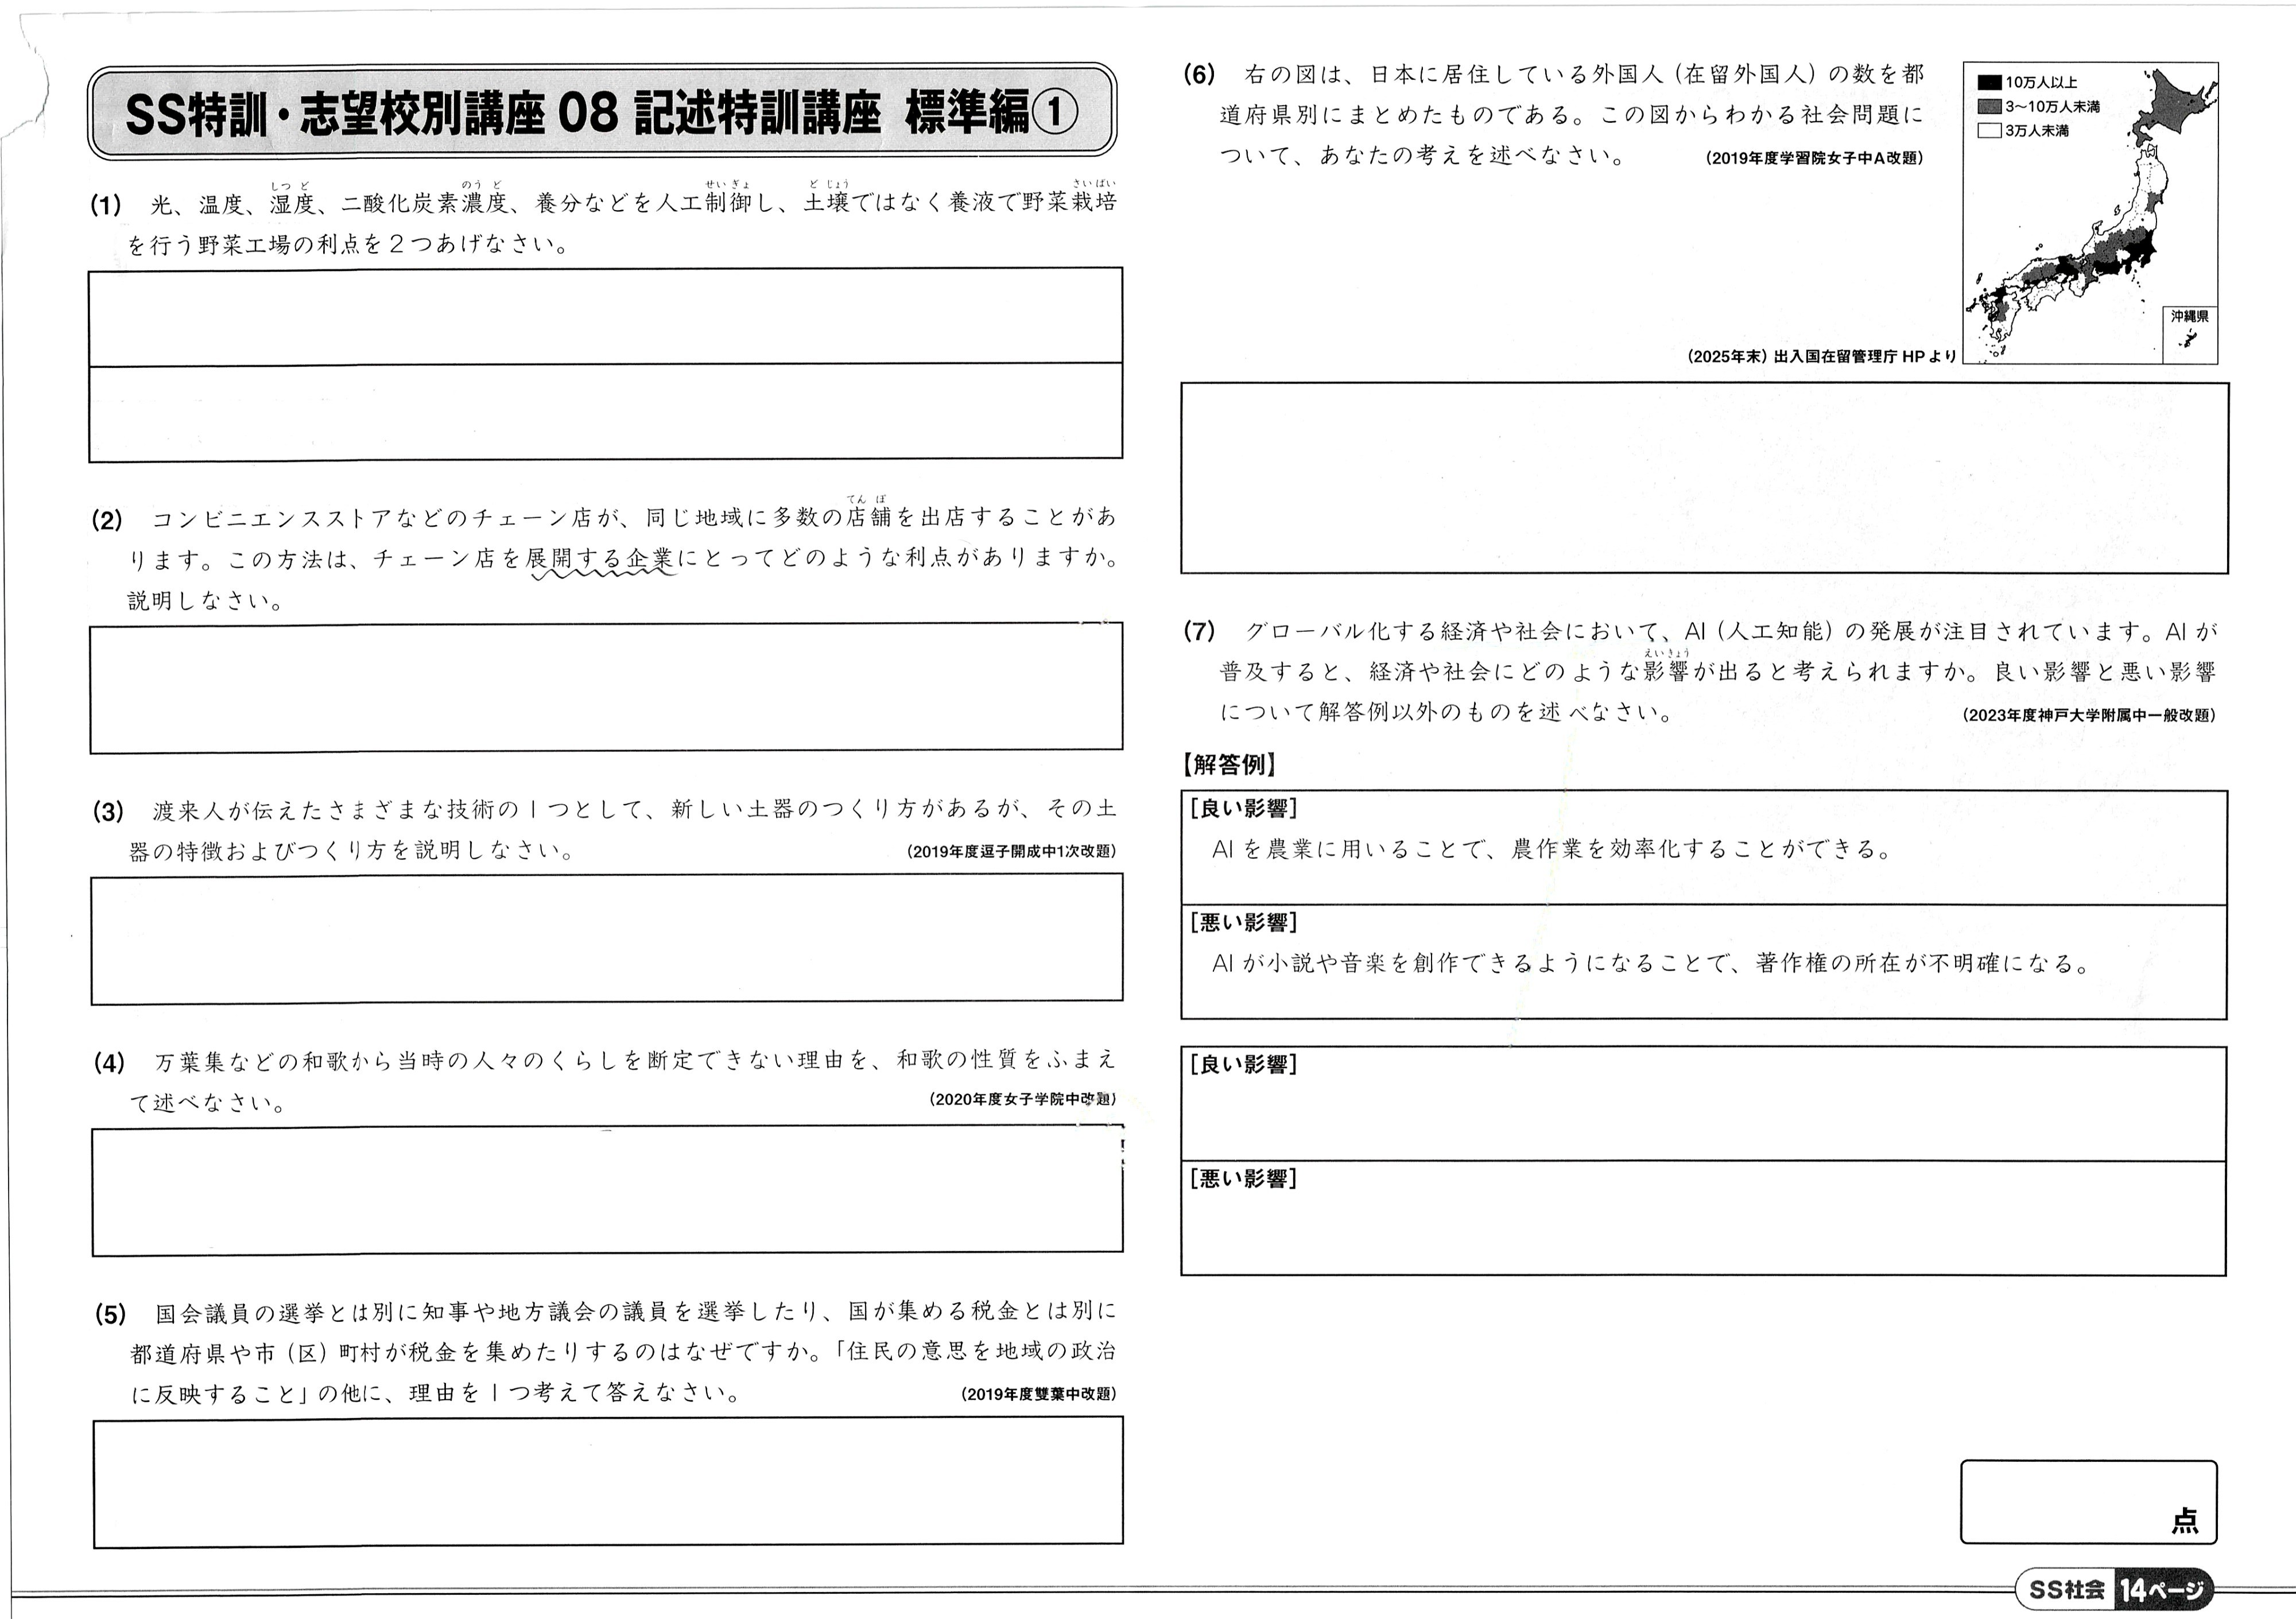 SS特訓・志望校別講座 08 記述特訓講座 標準編①
(1) 光、温度、湿度、二酸化炭素濃度、養分などを人工制御し、土壌ではなく養液で野菜栽培
しつ ど のう ど せい ぎょ ど じょう さい ばい
を行う野菜工場の利点を２つあげなさい。
(2) コンビニエンスストアなどのチェーン店が、同じ地域に多数の店舗を出店することがあ
てん ぽ
ります。この方法は、チェーン店を展開する企業にとってどのような利点がありますか。
説明しなさい。
(3) 渡来人が伝えたさまざまな技術の１つとして、新しい土器のつくり方があるが、その土
器の特徴およびつくり方を説明しなさい。 (2019年度逗子開成中1次改題)
(4) 万葉集などの和歌から当時の人々のくらしを断定できない理由を、和歌の性質をふまえ
て述べなさい。 (2020年度女子学院中改題)
(5) 国会議員の選挙とは別に知事や地方議会の議員を選挙したり、国が集める税金とは別に
都道府県や市（区）町村が税金を集めたりするのはなぜですか。「住民の意思を地域の政治
に反映すること」の他に、理由を１つ考えて答えなさい。 (2019年度雙葉中改題)
(6) 右の図は、日本に居住している外国人（在留外国人）の数を都
道府県別にまとめたものである。この図からわかる社会問題に
ついて、あなたの考えを述べなさい。 (2019年度学習院女子中A改題)
10万人以上
3〜10万人未満
3万人未満
沖縄県
(2025年末) 出入国在留管理庁 HP より
(7) グローバル化する経済や社会において、AI（人工知能）の発展が注目されています。AI が
普及すると、経済や社会にどのような影響が出ると考えられますか。良い影響と悪い影響
えい きょう
について解答例以外のものを述べなさい。 (2023年度神戸大学附属中一般改題)
【解答例】
[良い影響]
AI を農業に用いることで、農作業を効率化することができる。
[悪い影響]
AI が小説や音楽を創作できるようになることで、著作権の所在が不明確になる。
[良い影響]
[悪い影響]
点
SS社会 14ページ